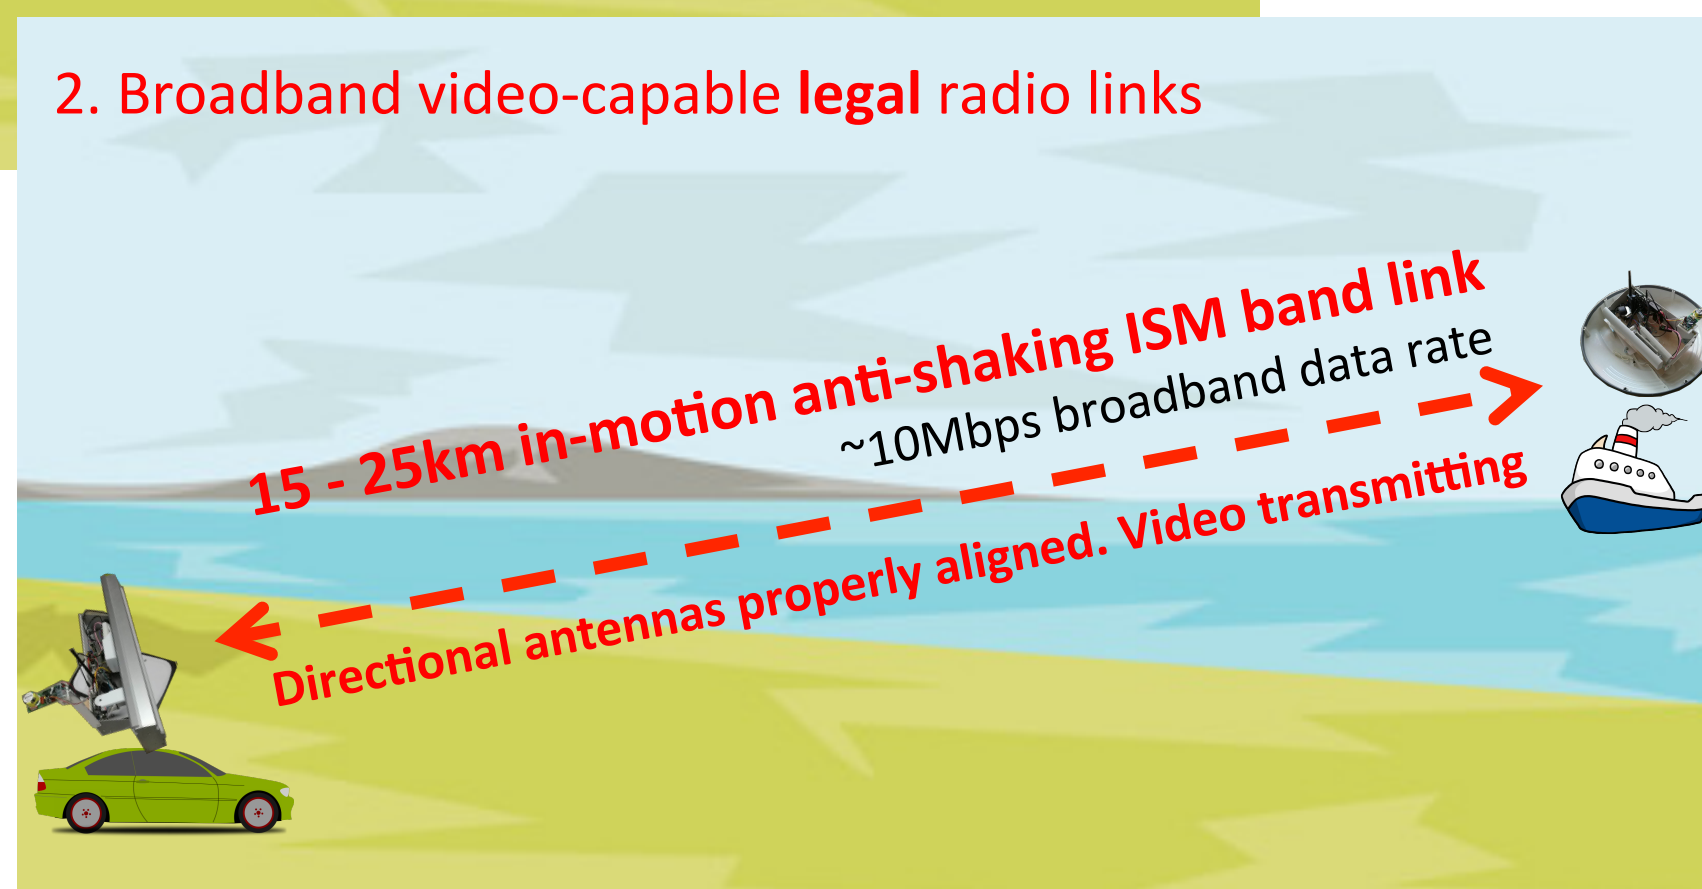 2. Broadband video-capable legal radio links
15 - 25km in-motion anti-shaking ISM band link
~10Mbps broadband data rate
Directional antennas properly aligned. Video transmitting